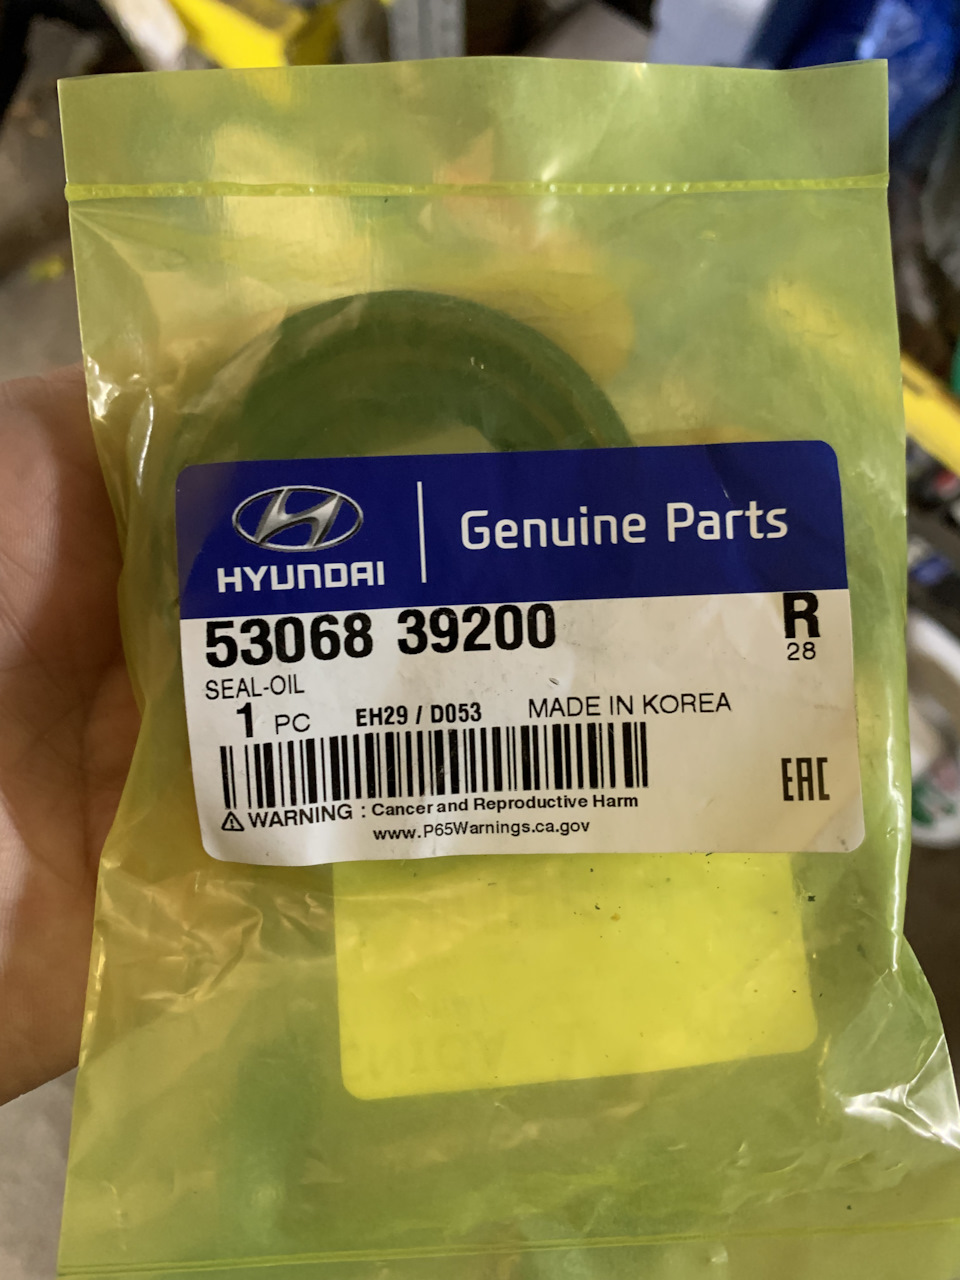 HYUNDAI
Genuine Parts
53068 39200
R
28
SEAL-OIL
1 PC EH29 / D053 MADE IN KOREA
EAC
WARNING : Cancer and Reproductive Harm
www.P65Warnings.ca.gov